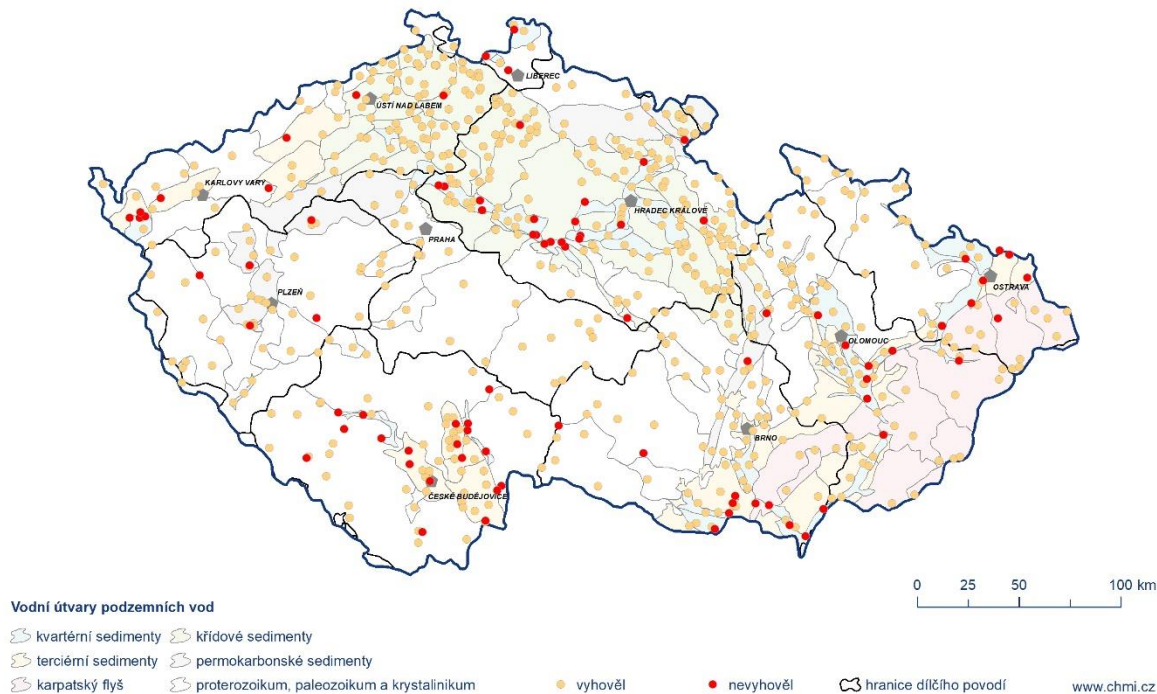 LIBEREC
ÚSTÍ NAD LABEM
KARLOVY VARY
HRADEC KRÁLOVÉ
PRAHA
OSTRAVA
PLZEŇ
OLOMOUC
BRNO
ČESKÉ BUDĚJOVICE
0 25 50 100 km
Vodní útvary podzemních vod
kvartérní sedimenty křídové sedimenty
terciérní sedimenty permokarbonské sedimenty
karpatský flyš proterozoikum, paleozoikum a krystalinikum vyhověl nevyhověl hranice dílčího povodí www.chmi.cz